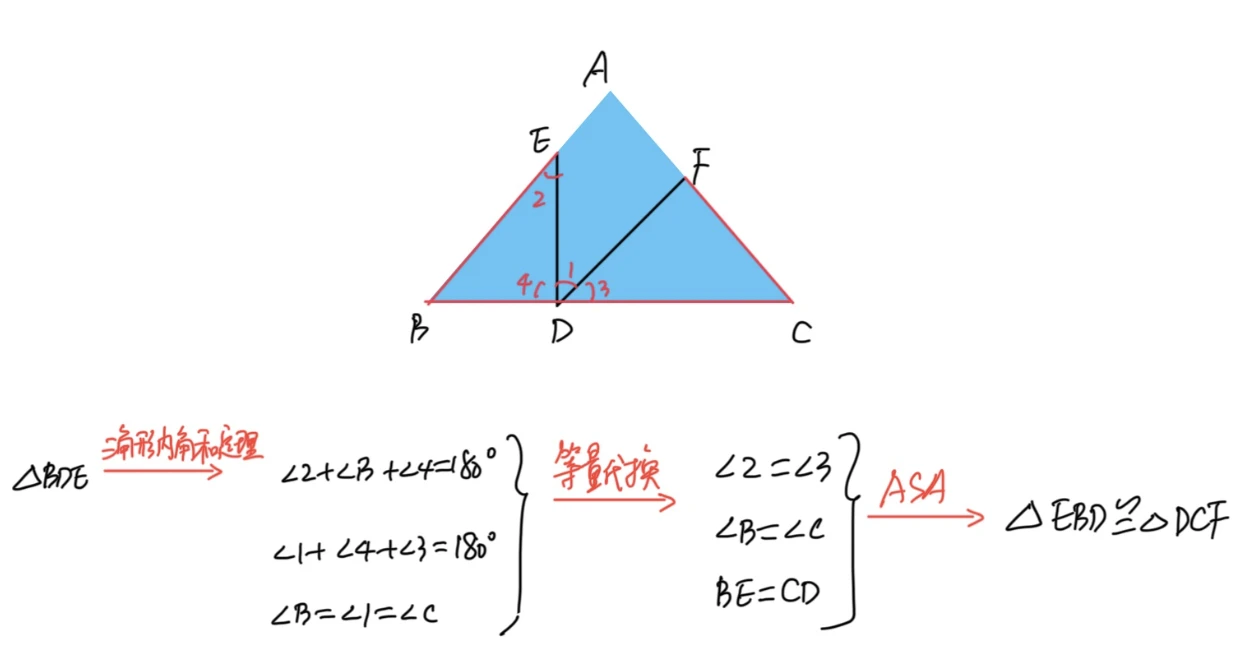 A
E
F
2
4
1
3
B
D
C
△BDE
三角形内角和定理
∠2+∠B+∠4=180°
∠1+∠4+∠3=180°
∠B=∠1=∠C
等量代换
∠2=∠3
∠B=∠C
BE=CD
ASA
△EBD≌△DCF